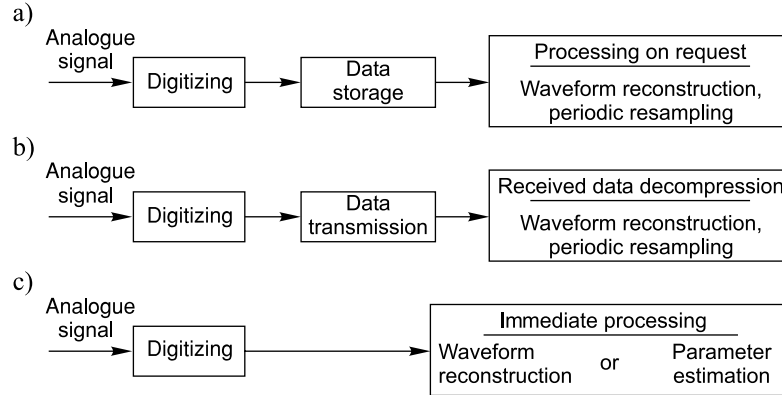 a)
Analogue
signal
Digitizing
Data
storage
Processing on request
Waveform reconstruction,
periodic resampling
b)
Analogue
signal
Digitizing
Data
transmission
Received data decompression
Waveform reconstruction,
periodic resampling
c)
Analogue
signal
Digitizing
Immediate processing
Waveform
reconstruction
or
Parameter
estimation